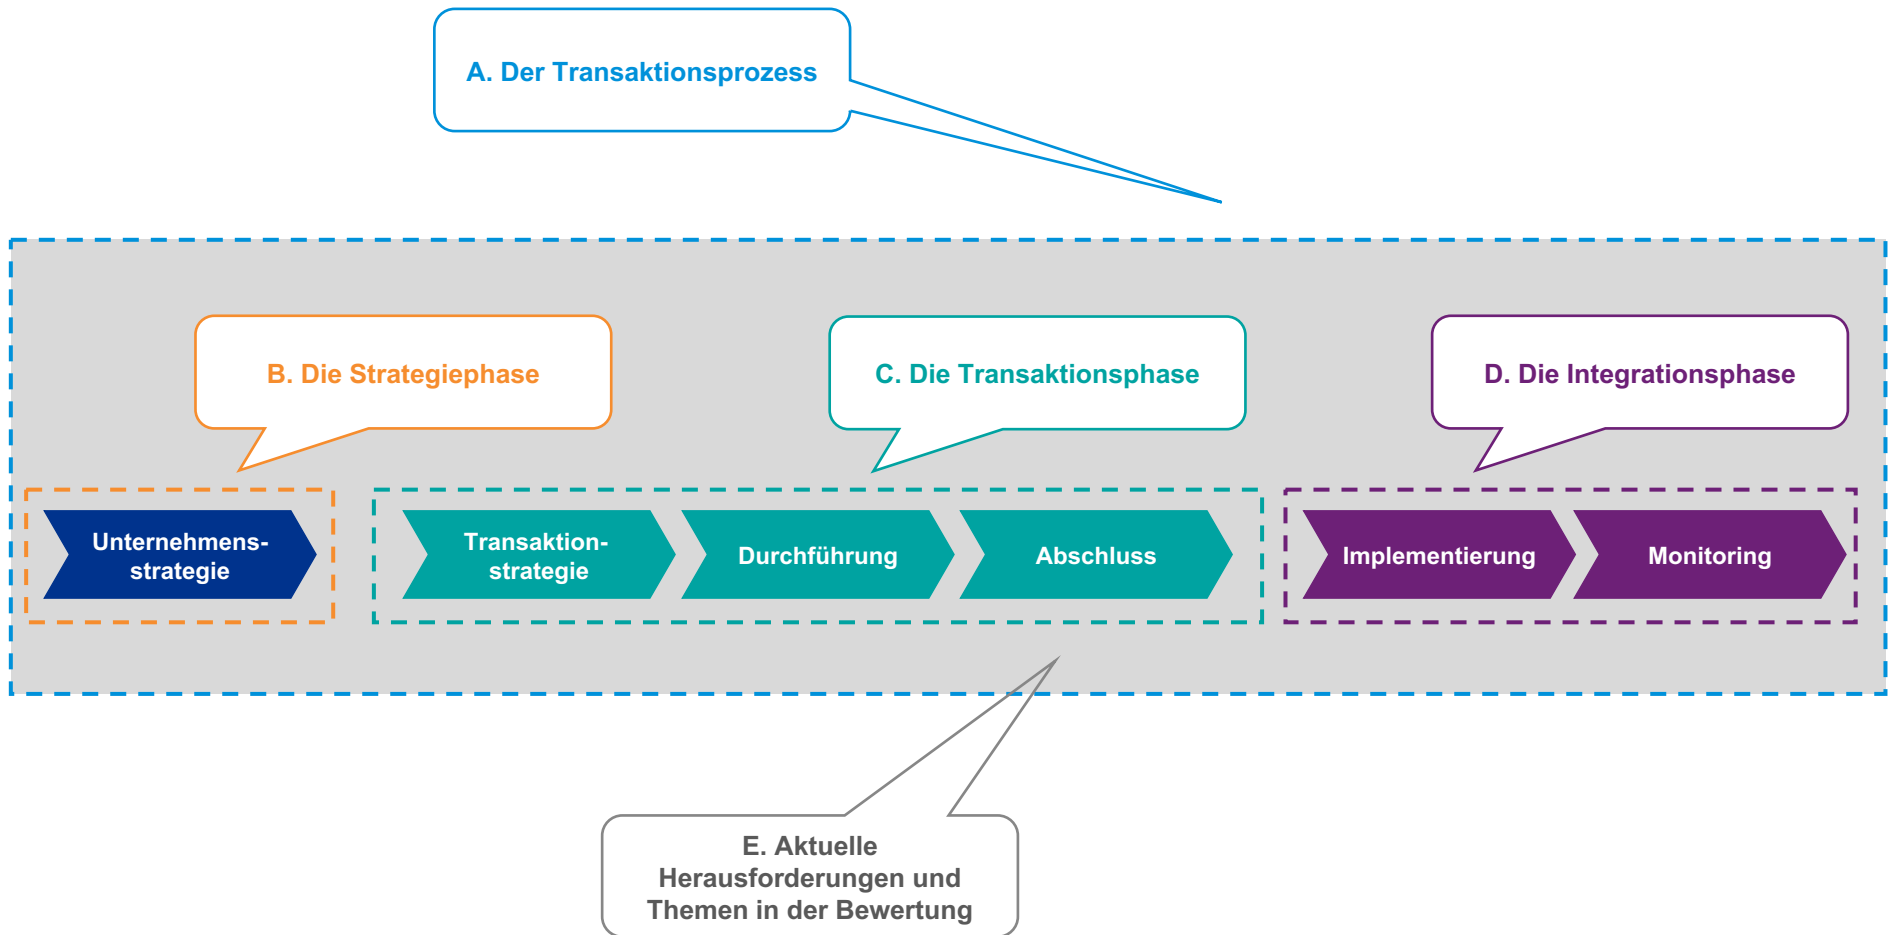 A. Der Transaktionsprozess
B. Die Strategiephase
C. Die Transaktionsphase
D. Die Integrationsphase
Unternehmens-
strategie
Transaktion-
strategie
Durchführung
Abschluss
Implementierung
Monitoring
E. Aktuelle
Herausforderungen und
Themen in der Bewertung